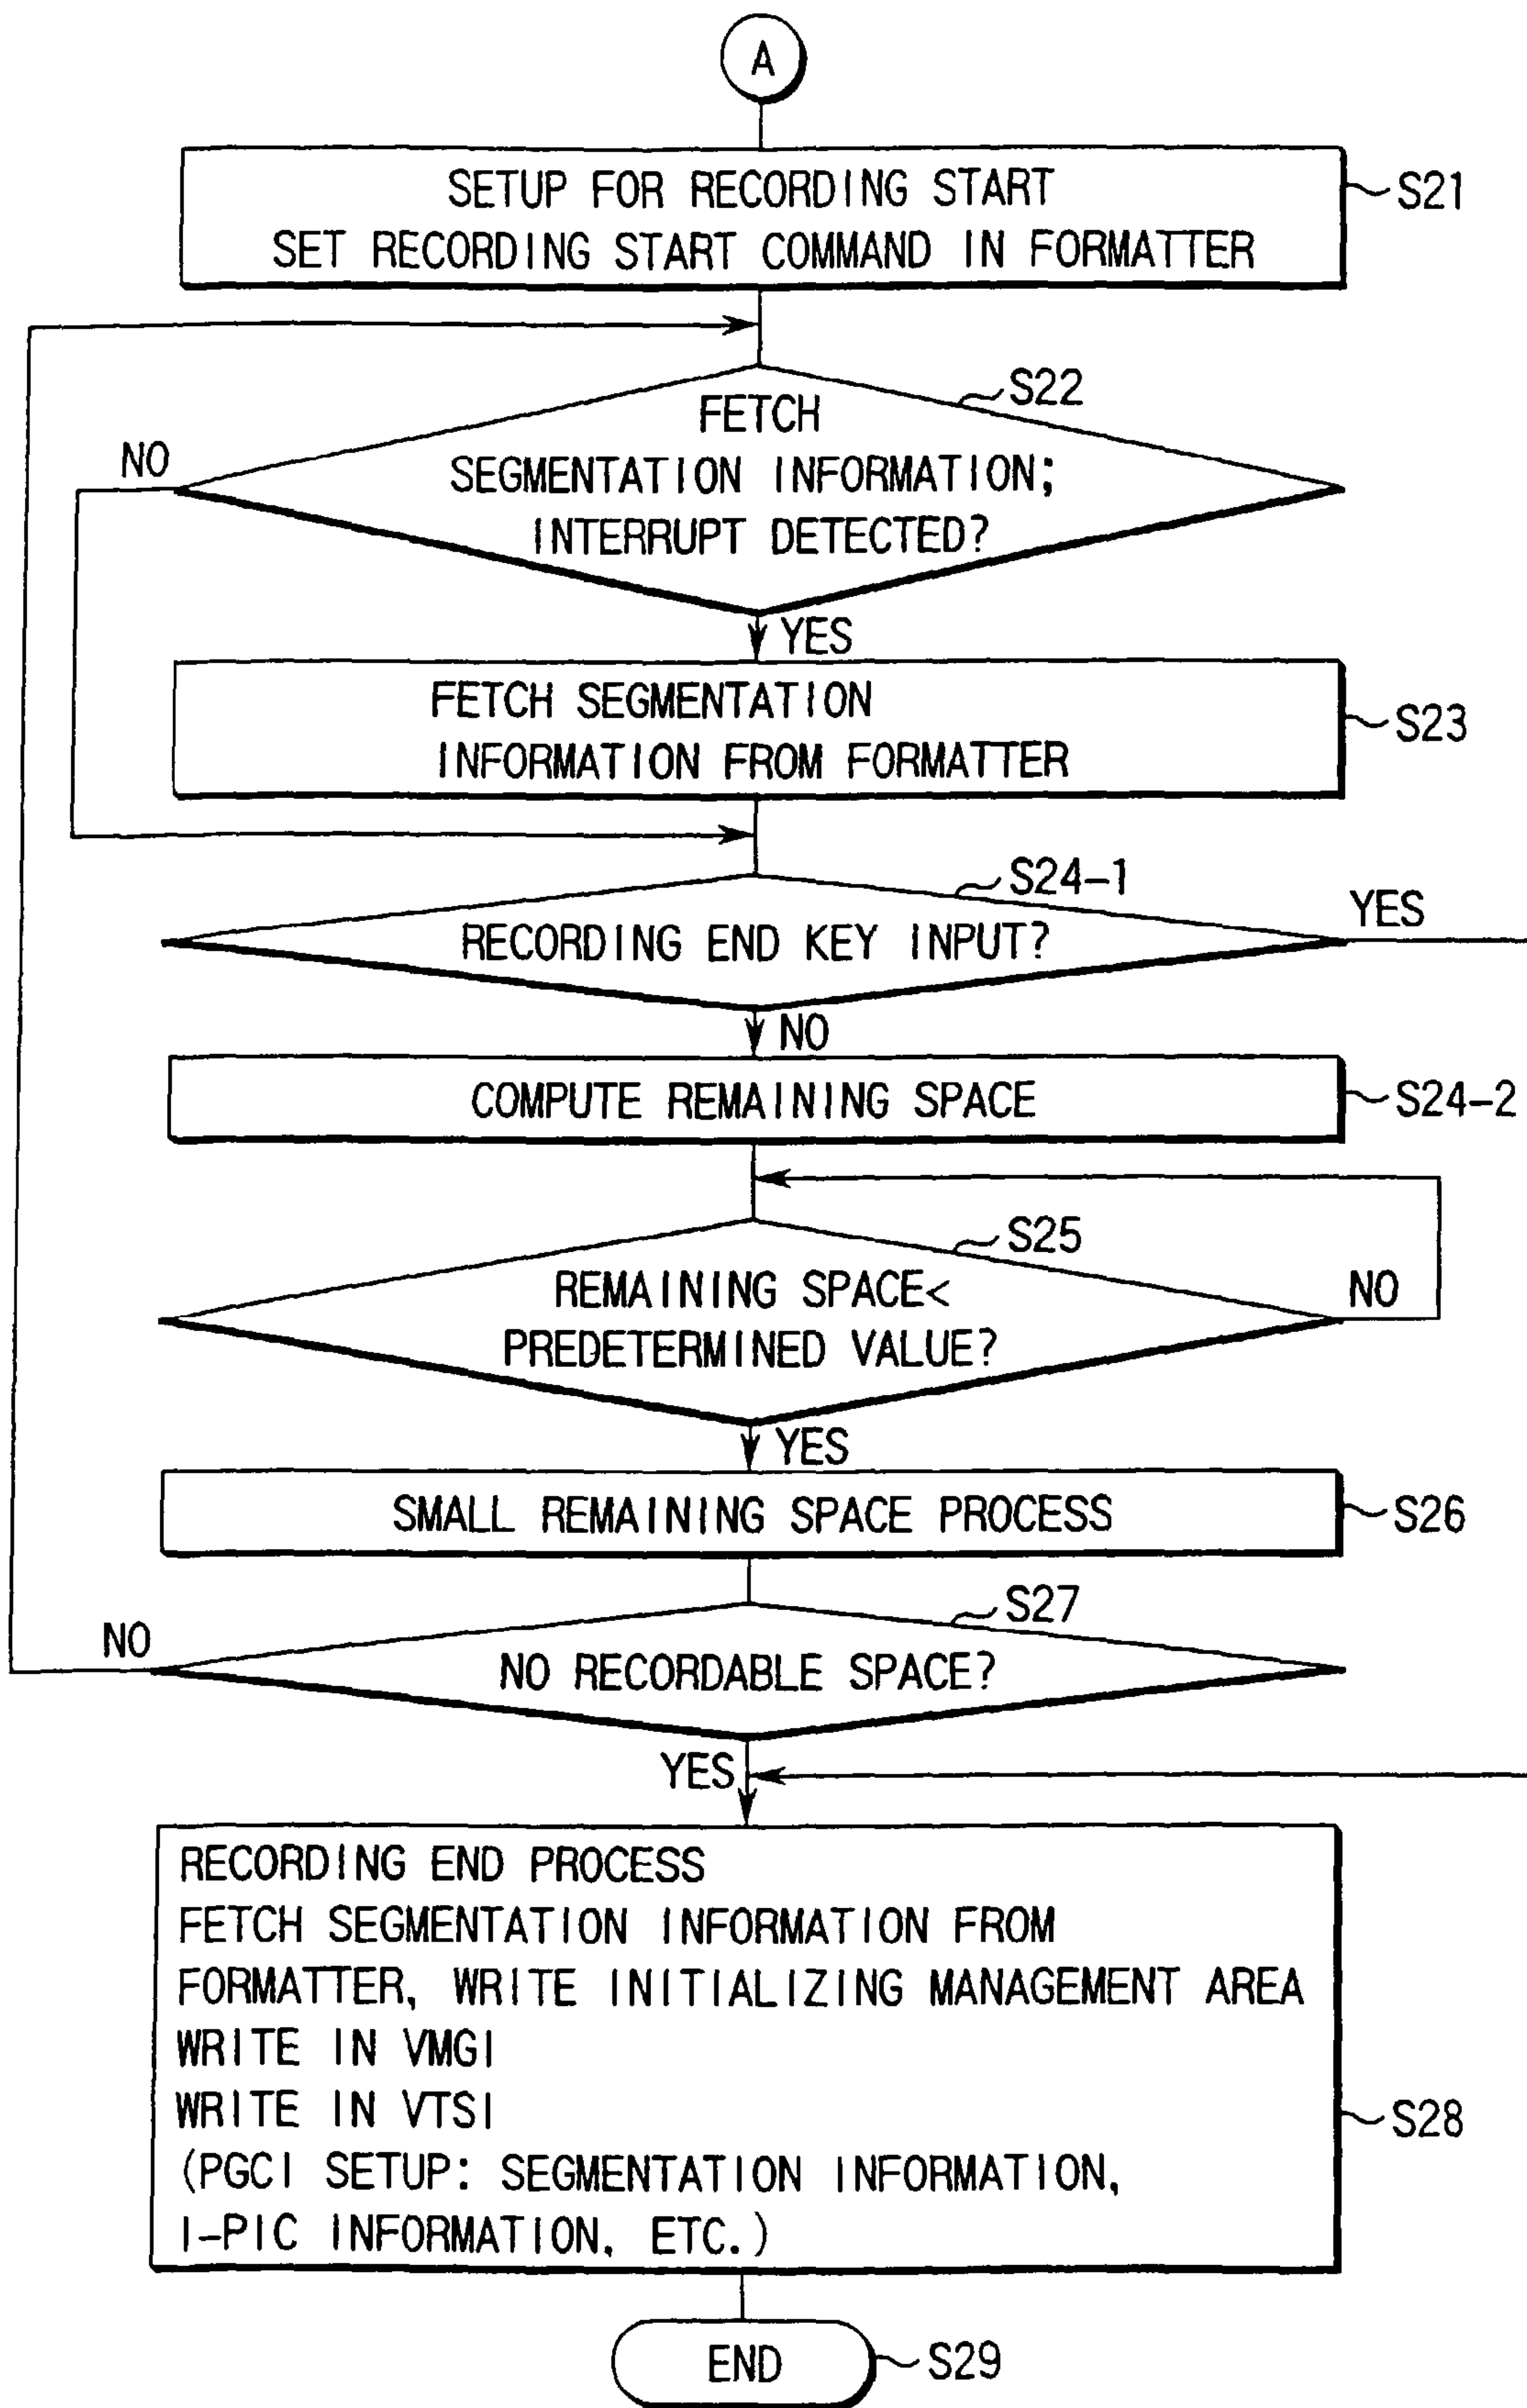 A
SETUP FOR RECORDING START
SET RECORDING START COMMAND IN FORMATTER
S21
S22
FETCH
SEGMENTATION INFORMATION;
INTERRUPT DETECTED?
NO
YES
FETCH SEGMENTATION
INFORMATION FROM FORMATTER
S23
S24-1
RECORDING END KEY INPUT?
YES
NO
COMPUTE REMAINING SPACE
S24-2
S25
REMAINING SPACE<
PREDETERMINED VALUE?
NO
YES
SMALL REMAINING SPACE PROCESS
S26
S27
NO
NO RECORDABLE SPACE?
YES
RECORDING END PROCESS
FETCH SEGMENTATION INFORMATION FROM
FORMATTER, WRITE INITIALIZING MANAGEMENT AREA
WRITE IN VMGI
WRITE IN VTSI
(PGCI SETUP: SEGMENTATION INFORMATION,
I-PIC INFORMATION, ETC.)
S28
END
S29